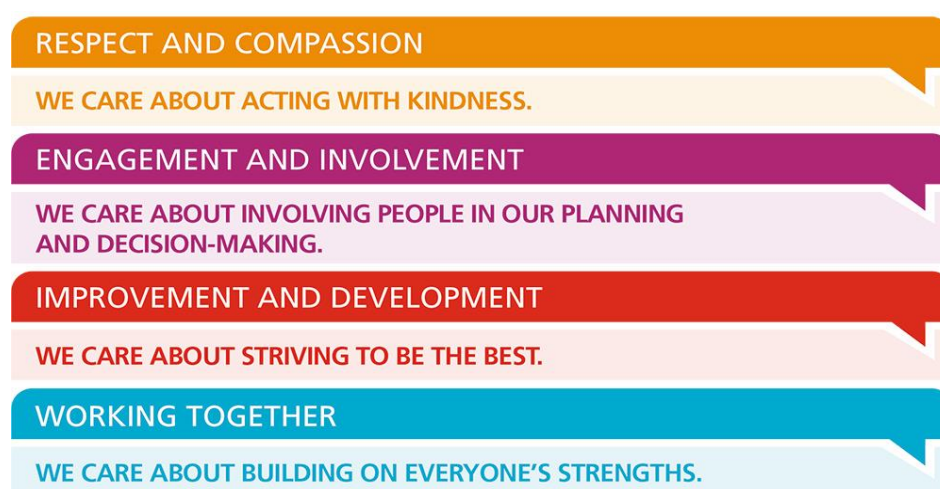 RESPECT AND COMPASSION
WE CARE ABOUT ACTING WITH KINDNESS.
ENGAGEMENT AND INVOLVEMENT
WE CARE ABOUT INVOLVING PEOPLE IN OUR PLANNING
AND DECISION-MAKING.
IMPROVEMENT AND DEVELOPMENT
WE CARE ABOUT STRIVING TO BE THE BEST.
WORKING TOGETHER
WE CARE ABOUT BUILDING ON EVERYONE’S STRENGTHS.